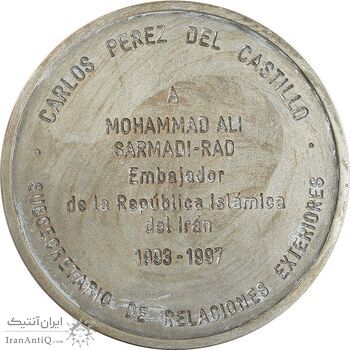 CARLOS PEREZ DEL CASTILLO
A
MOHAMMAD ALI
SARMADI-RAD
Embajador
de la República Islámica
del Irán
1993-1997
SUBSECRETARIO DE RELACIONES EXTERIORES
ایران آنتیک
IranAntiQ.com